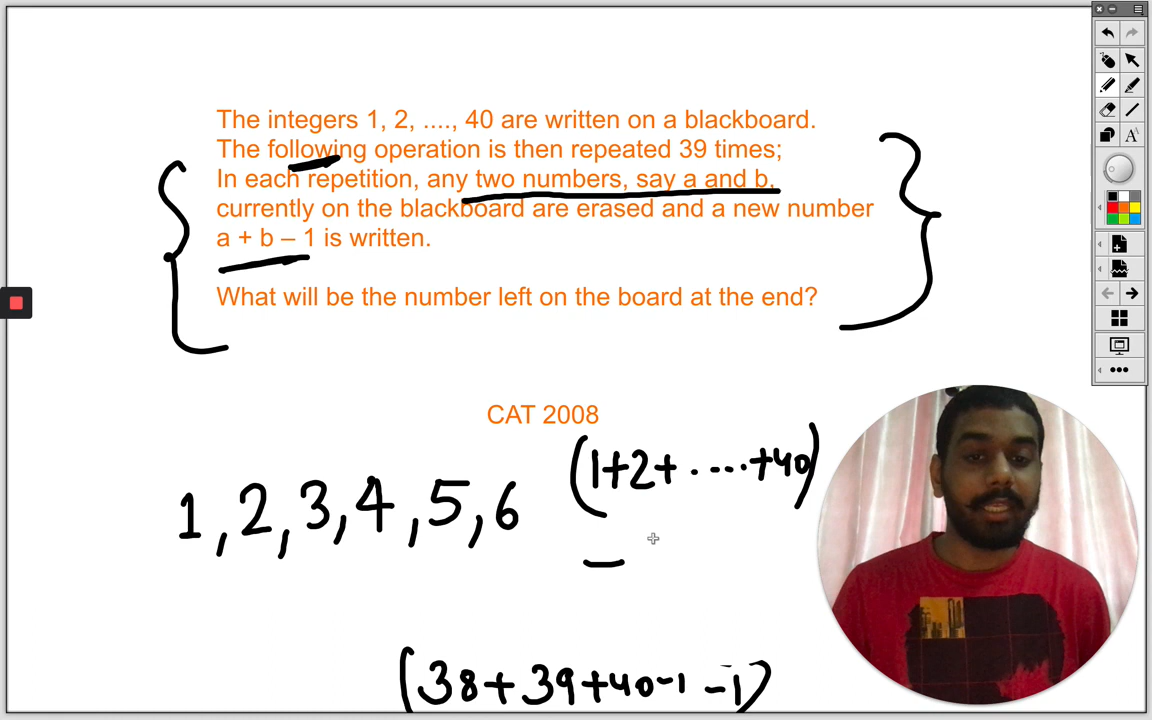 The integers 1, 2, ...., 40 are written on a blackboard.
The following operation is then repeated 39 times;
In each repetition, any two numbers, say a and b,
currently on the blackboard are erased and a new number
a + b – 1 is written.
What will be the number left on the board at the end?
CAT 2008
(1+2+ ..... +40)
1, 2, 3, 4, 5, 6
—
(38 + 39 + 40 -1 -1)